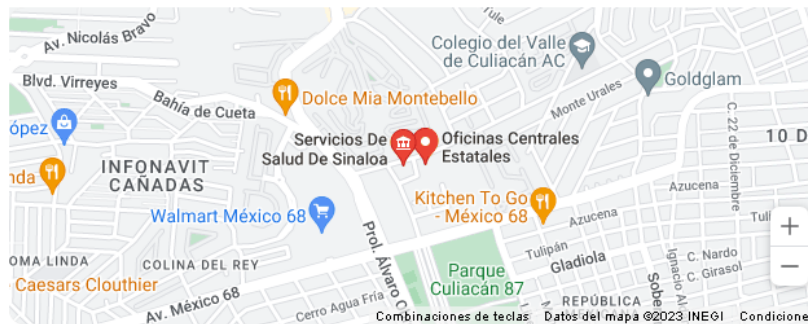 Av. Nicolás Bravo
Colegio del Valle
de Culiacán AC
Blvd. Virreyes
Goldglam
Bahía de Cueta
Dolce Mia Montebello
Monte Urales
C. 22 de Diciembre
ópez
Servicios De
Salud De Sinaloa
Oficinas Centrales
Estatales
10 D
INFONAVIT
CAÑADAS
nda
Azucena
Kitchen To Go
- México 68
Walmart México 68
Azucena
Tuli
Prol. Álvaro O
Tulipán
Gladiola
C. Nardo
C. Girasol
Ignacio Al
Sobe
OMA LINDA
COLINA DEL REY
Parque
Culiacán 87
Caesars Clouthier
Av. México 68
Cerro Agua Fría
REPÚBLICA
+
−
Combinaciones de teclas
Datos del mapa ©2023 INEGI
Condicione